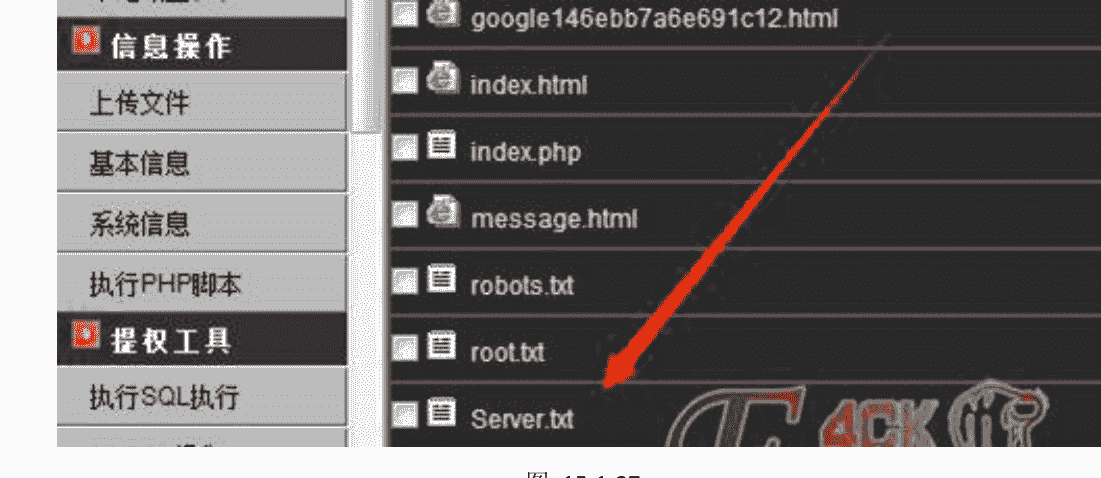 信息操作
上传文件
基本信息
系统信息
执行PHP脚本
提权工具
执行SQL执行
google146ebb7a6e691c12.html
index.html
index.php
message.html
robots.txt
root.txt
Server.txt